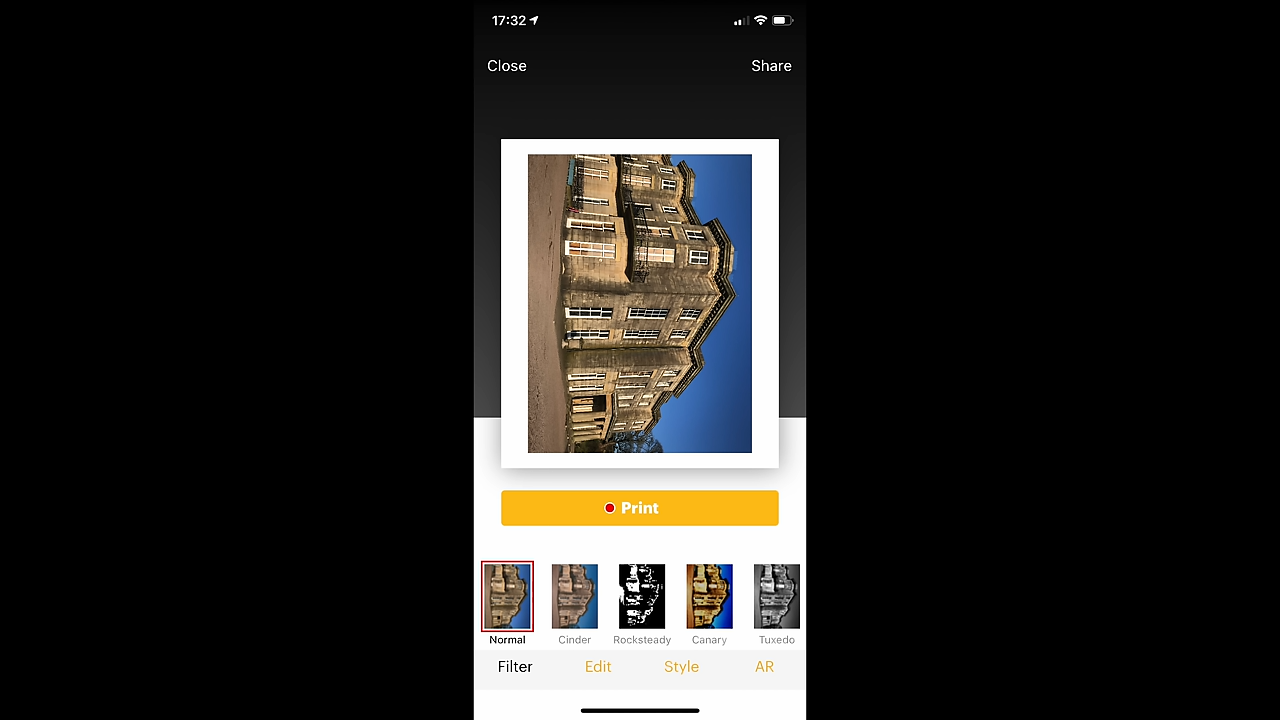 17:32
Close Share
Print
Normal Cinder Rocksteady Canary Tuxedo
Filter Edit Style AR